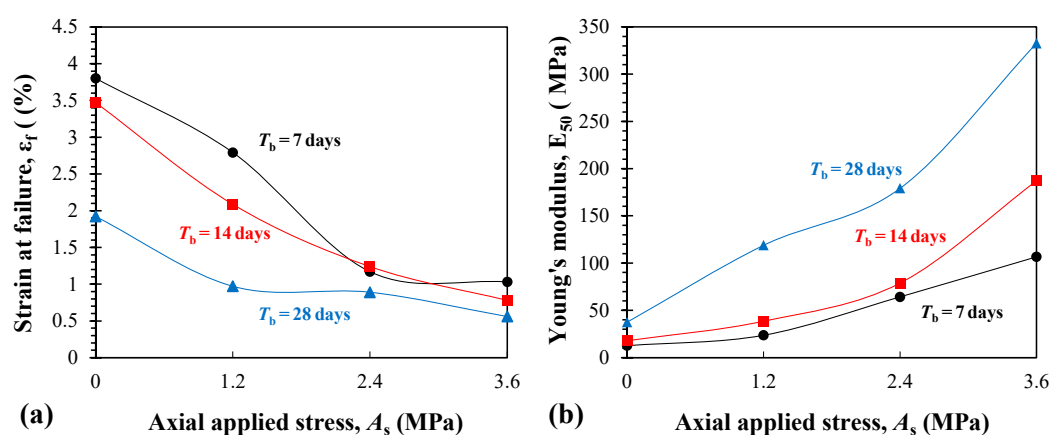 4.5
4
3.5
3
2.5
2
1.5
1
0.5
0
0
1.2
2.4
3.6
Strain at failure, εf ( (%)
Tb = 7 days
Tb = 14 days
Tb = 28 days
(a)
Axial applied stress, As (MPa)
350
300
250
200
150
100
50
0
0
1.2
2.4
3.6
Young's modulus, E50 ( MPa)
Tb = 28 days
Tb = 14 days
Tb = 7 days
(b)
Axial applied stress, As (MPa)